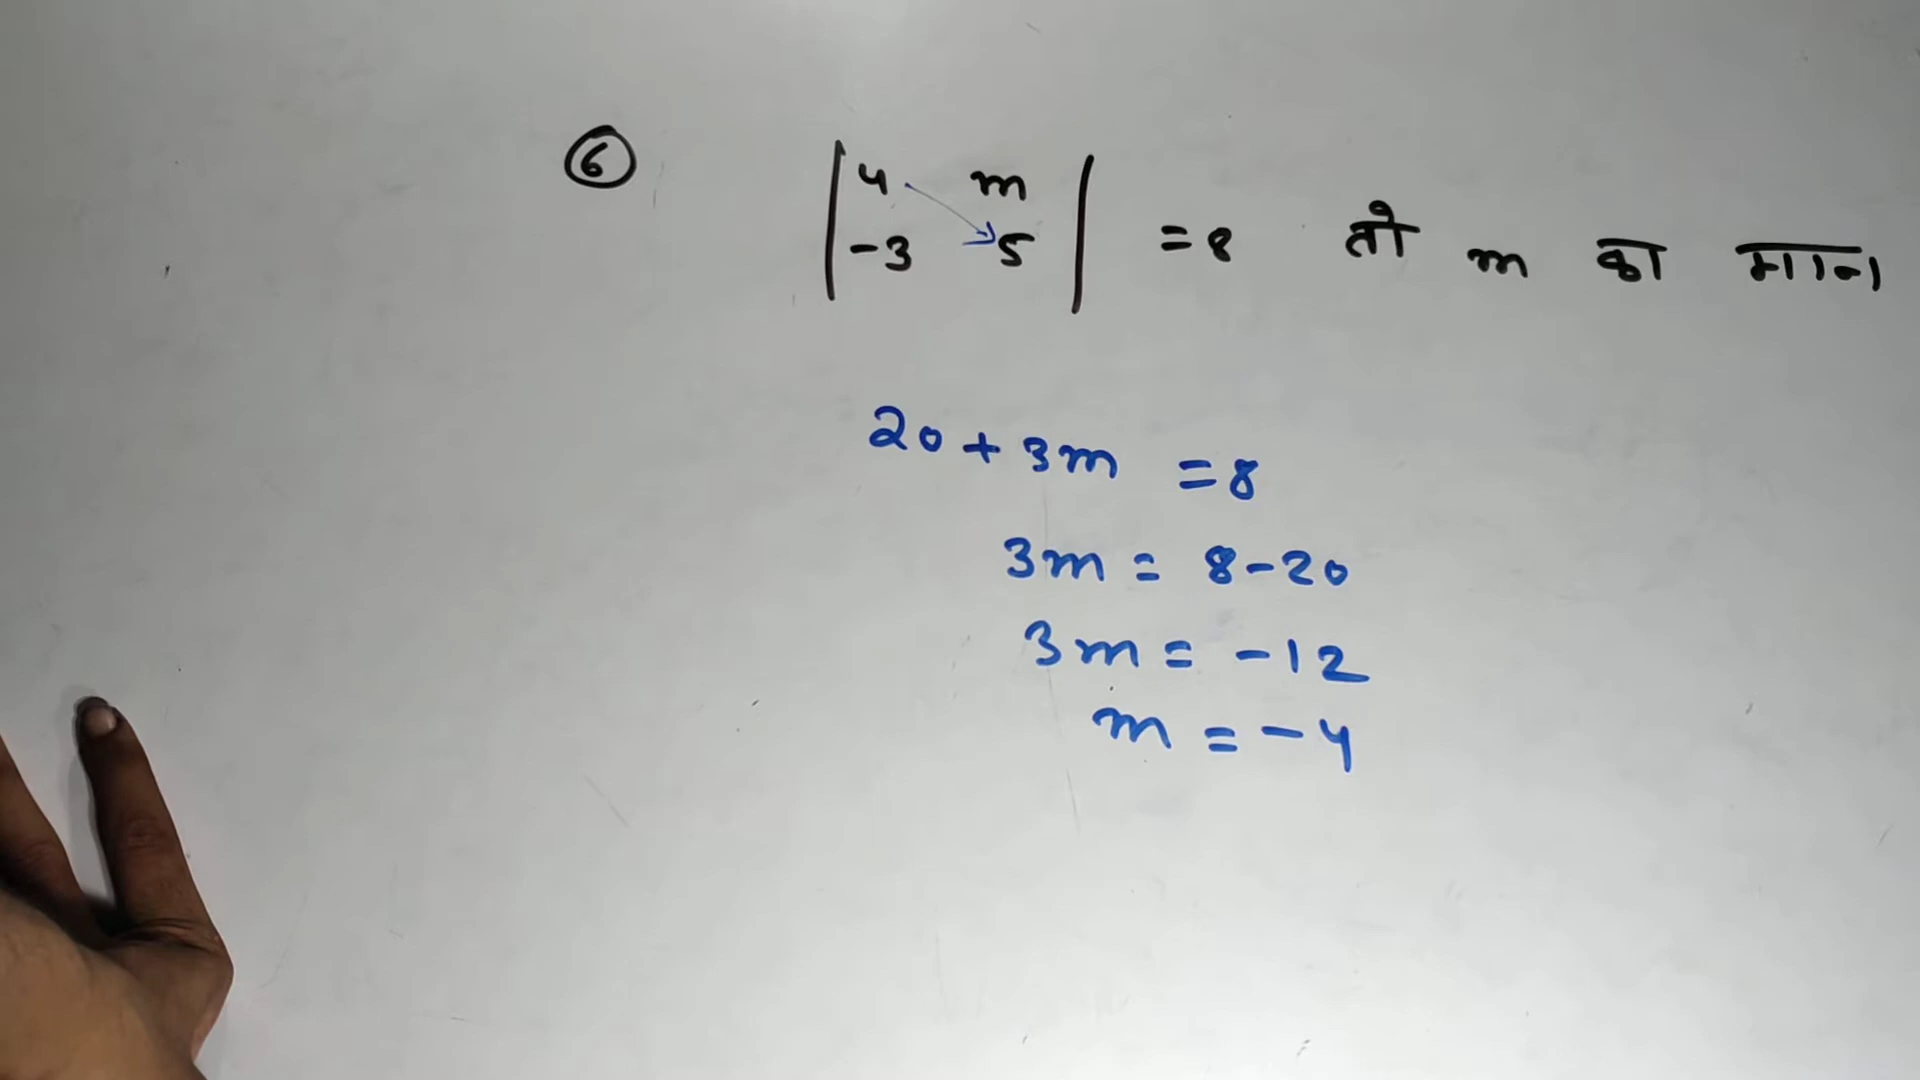 ⑥ | 4 m |
| -3 5 | = 8 तो m का मान
20 + 3m = 8
3m = 8-20
3m = -12
m = -4